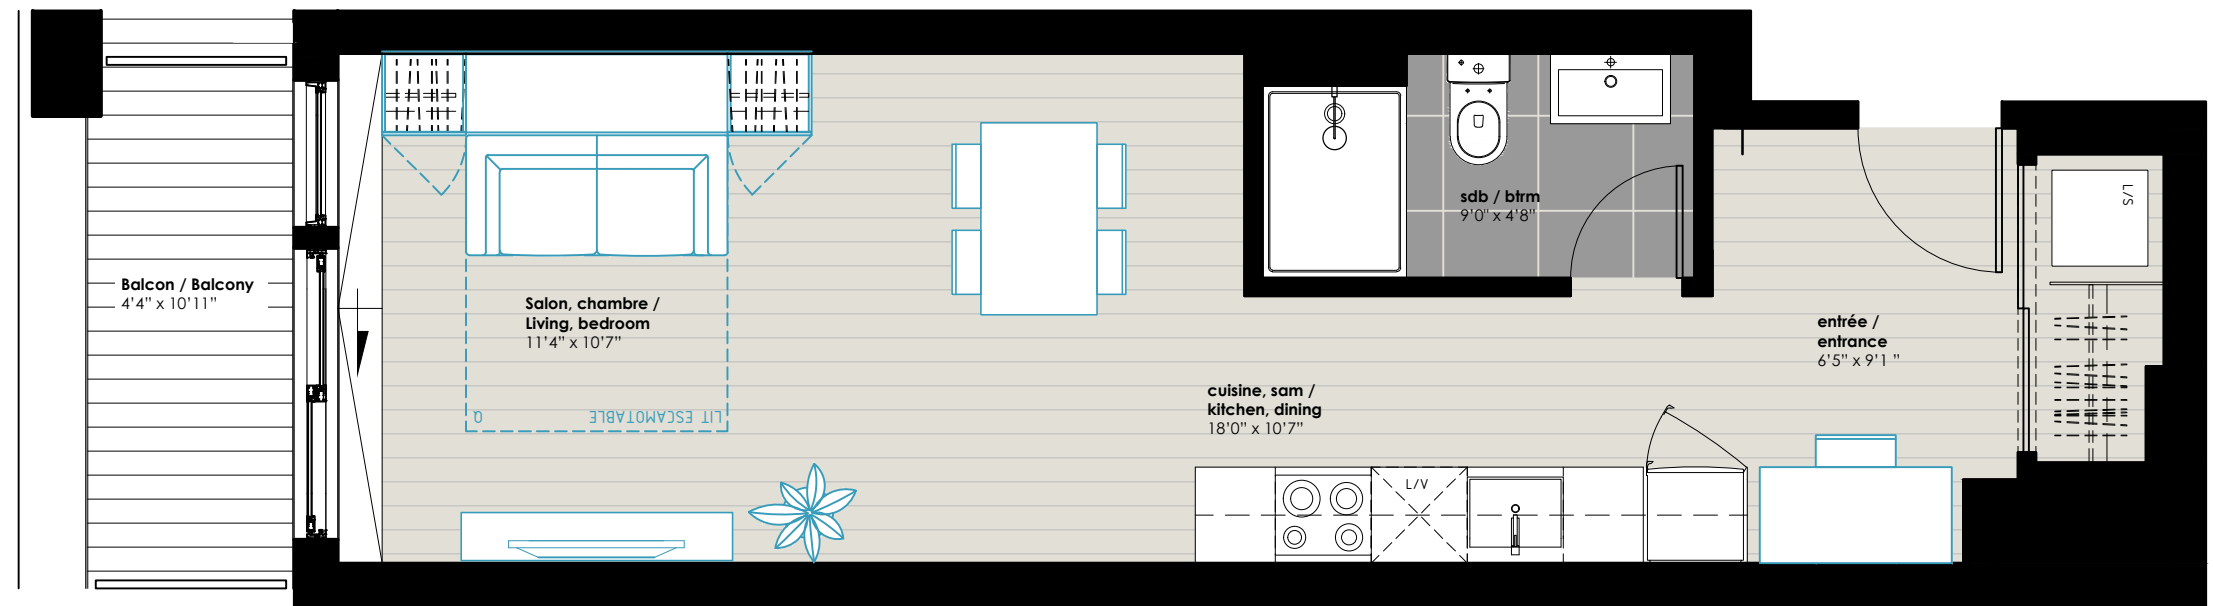 Balcon / Balcony
4'4" x 10'11"
Salon, chambre /
Living, bedroom
11'4" x 10'7"
LIT ESCAMOTABLE
Q
cuisine, sam /
kitchen, dining
18'0" x 10'7"
L/V
sdb / btrm
9'0" x 4'8"
entrée /
entrance
6'5" x 9'1 "
L/S